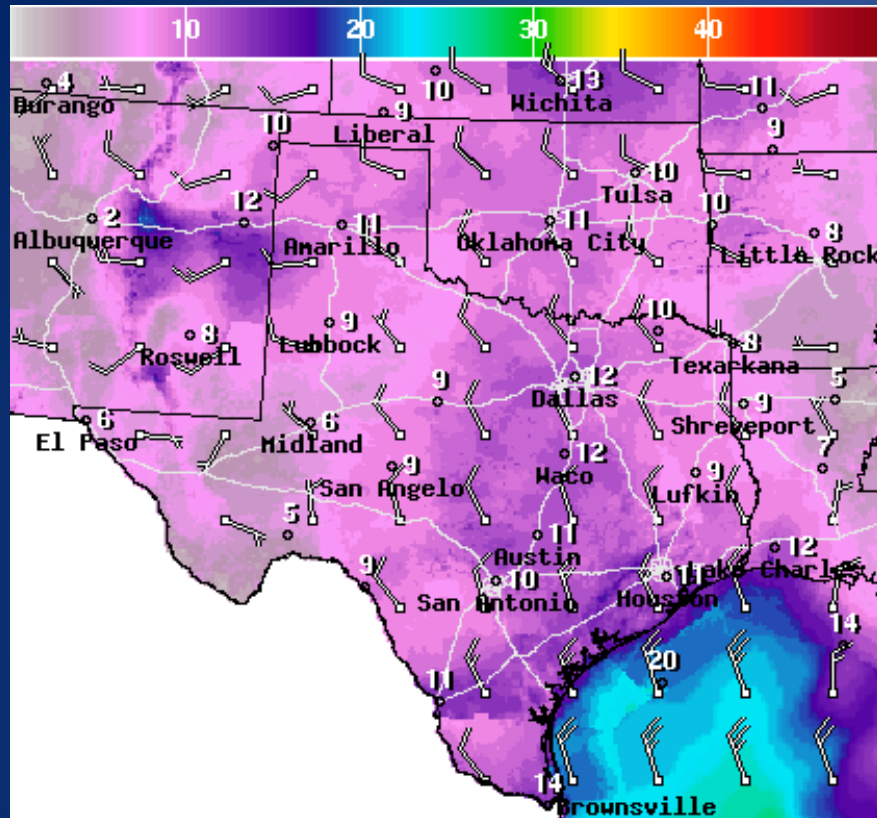 10 20 30 40
4 10 13 11
Durango 9 Wichita
10 Liberal 9
10
2 12 11 11 Tulsa 10 8
Albuquerque Amarillo Oklahoma City Little Rock
8 9 10 8
Roswell Lubbock Texarkana
9 12 5
6 6 Dallas 9
El Paso Midland Shreveport
9 12 9 7
San Angelo Waco Lufkin
5 11 12
Austin
9 10 11 Lake Charles
San Antonio Houston
14
11 20
14
Brownsville